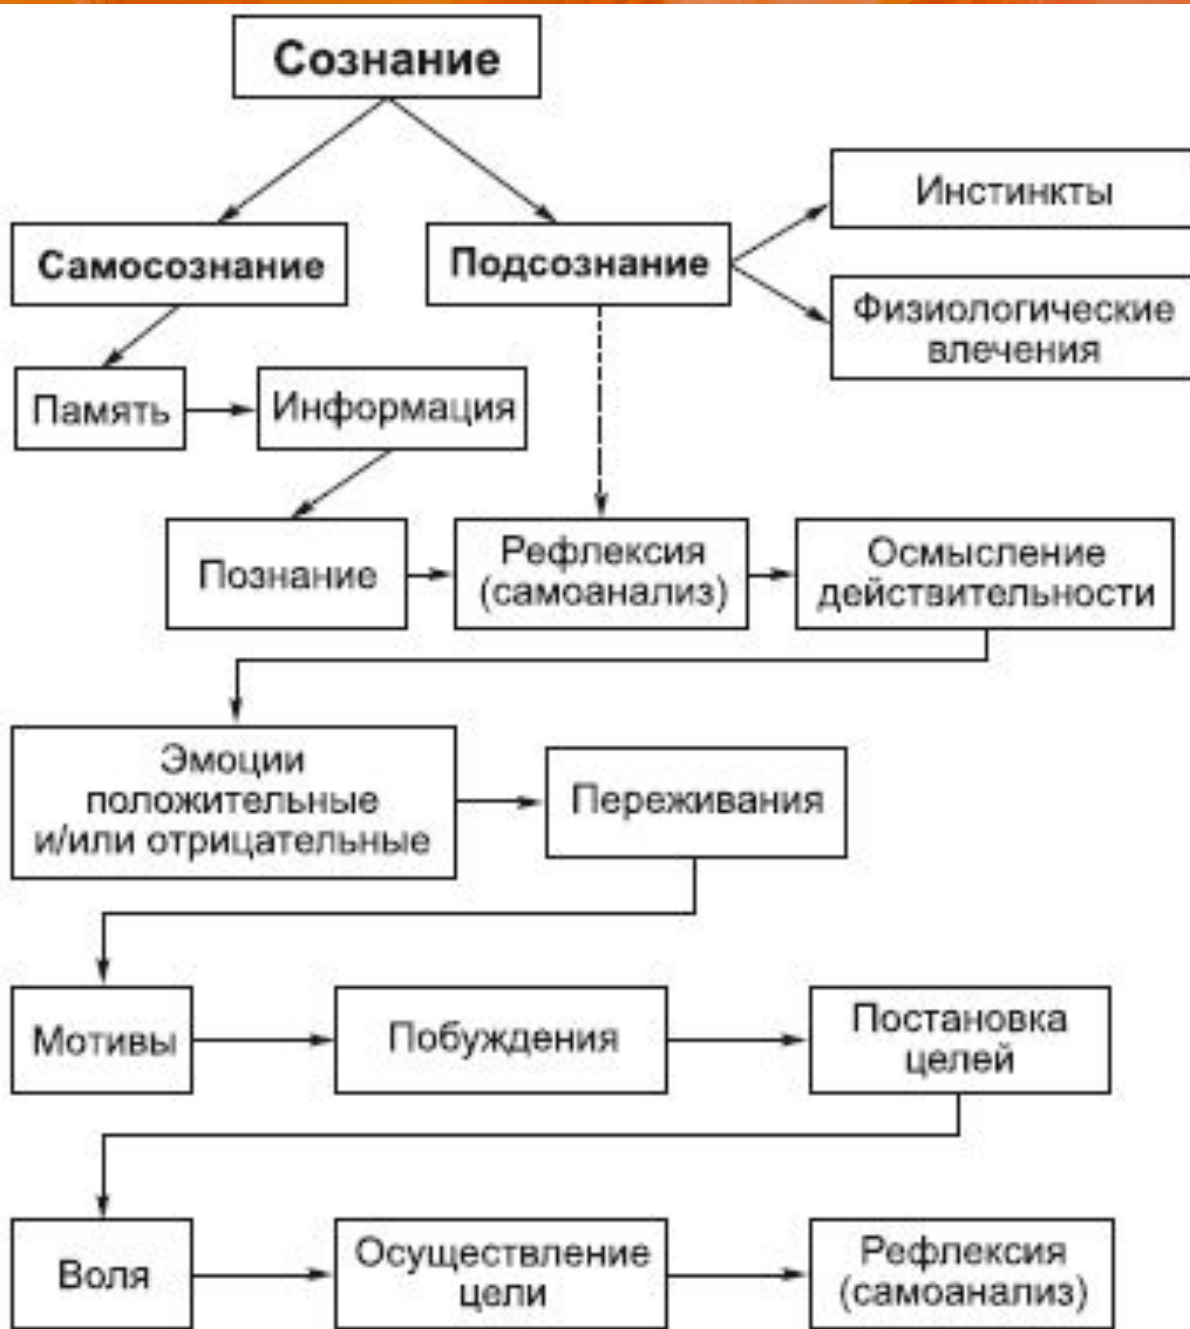 Сознание
Инстинкты
Самосознание
Подсознание
Физиологические
влечения
Память
Информация
Познание
Рефлексия
(самоанализ)
Осмысление
действительности
Эмоции
положительные
и/или отрицательные
Переживания
Мотивы
Побуждения
Постановка
целей
Воля
Осуществление
цели
Рефлексия
(самоанализ)